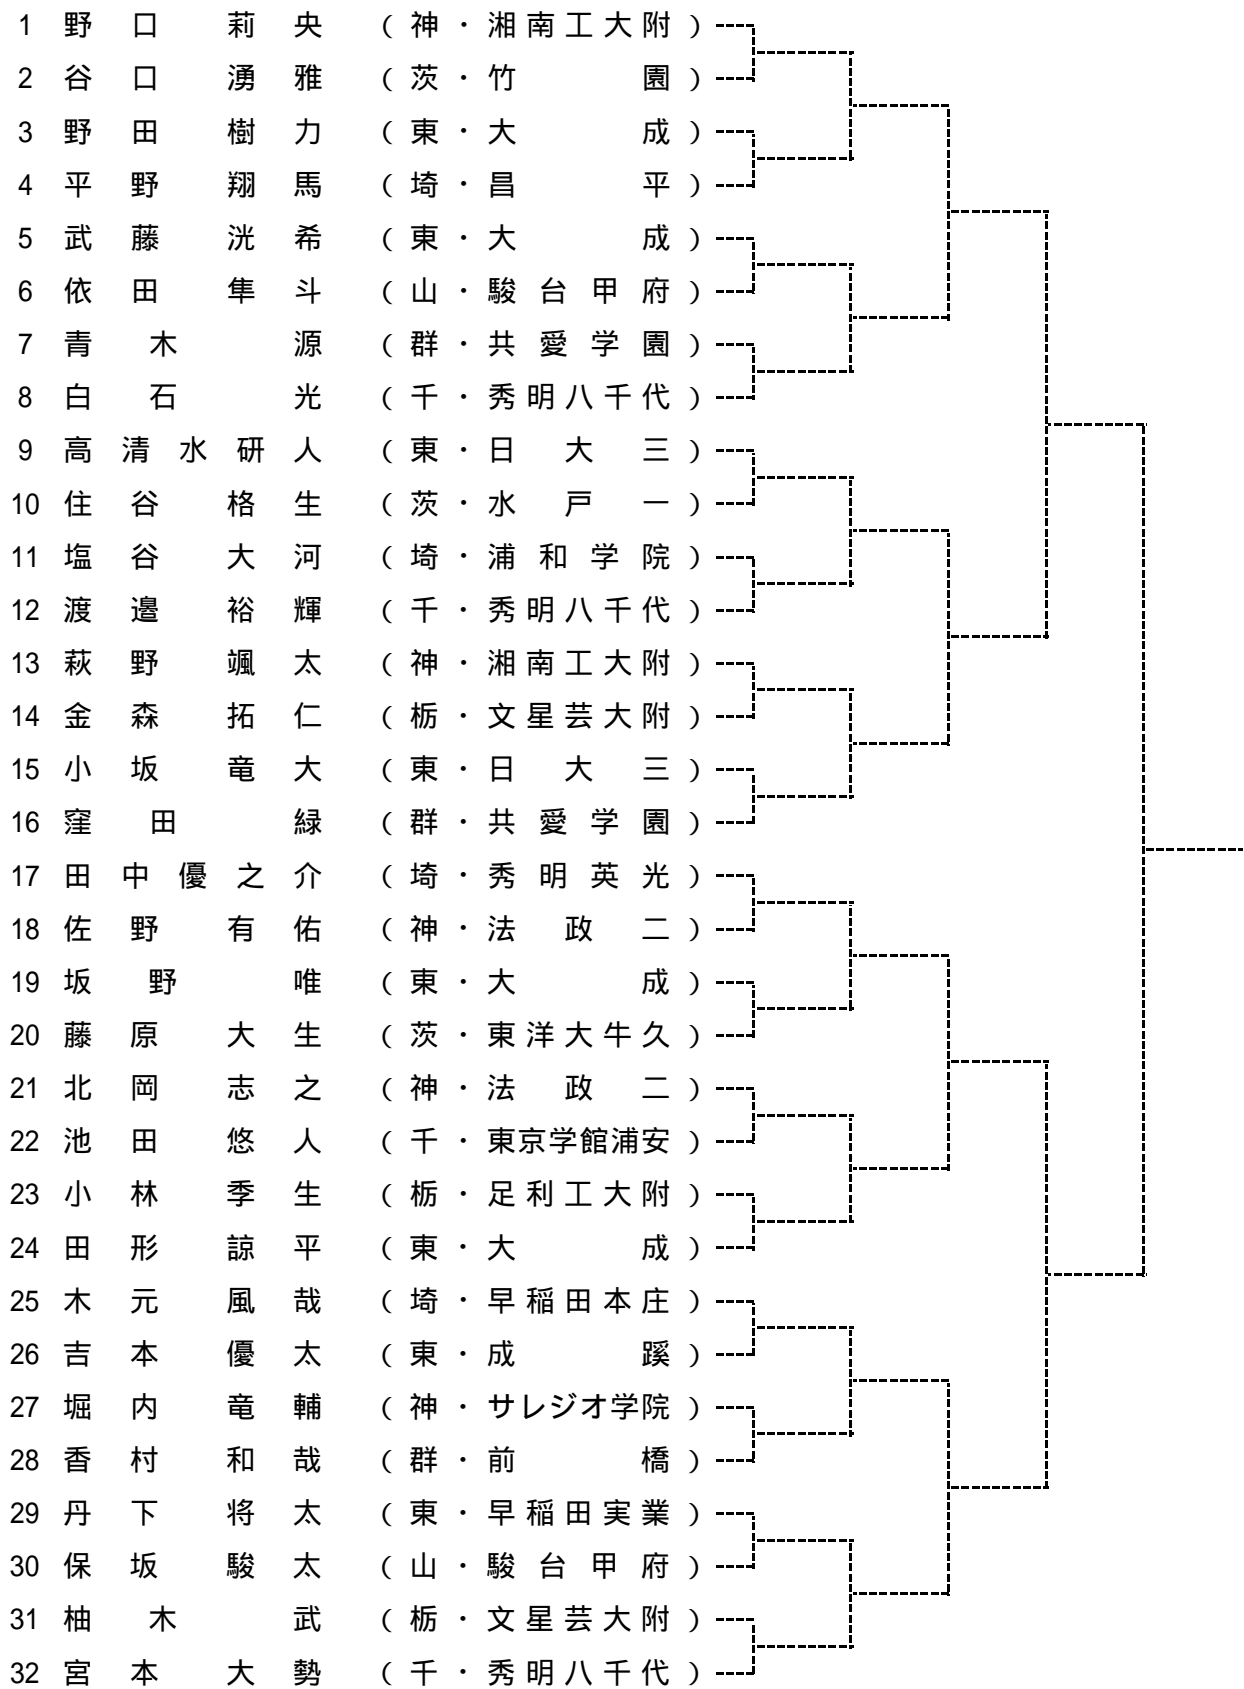 1 野口 莉央 (神・湘南工大附)
2 谷口 湧雅 (茨・竹園)
3 野田 樹力 (東・大成)
4 平野 翔馬 (埼・昌平)
5 武藤 洸希 (東・大成)
6 依田 隼斗 (山・駿台甲府)
7 青木 源 (群・共愛学園)
8 白石 光 (千・秀明八千代)
9 高清水研人 (東・日大三)
10 住谷 格生 (茨・水戸一)
11 塩谷 大河 (埼・浦和学院)
12 渡邉 裕輝 (千・秀明八千代)
13 萩野 颯太 (神・湘南工大附)
14 金森 拓仁 (栃・文星芸大附)
15 小坂 竜大 (東・日大三)
16 窪田 緑 (群・共愛学園)
17 田中優之介 (埼・秀明英光)
18 佐野 有佑 (神・法政二)
19 坂野 唯 (東・大成)
20 藤原 大生 (茨・東洋大牛久)
21 北岡 志之 (神・法政二)
22 池田 悠人 (千・東京学館浦安)
23 小林 季生 (栃・足利工大附)
24 田形 諒平 (東・大成)
25 木元 風哉 (埼・早稲田本庄)
26 吉本 優太 (東・成蹊)
27 堀内 竜輔 (神・サレジオ学院)
28 香村 和哉 (群・前橋)
29 丹下 将太 (東・早稲田実業)
30 保坂 駿太 (山・駿台甲府)
31 柚木 武 (栃・文星芸大附)
32 宮本 大勢 (千・秀明八千代)